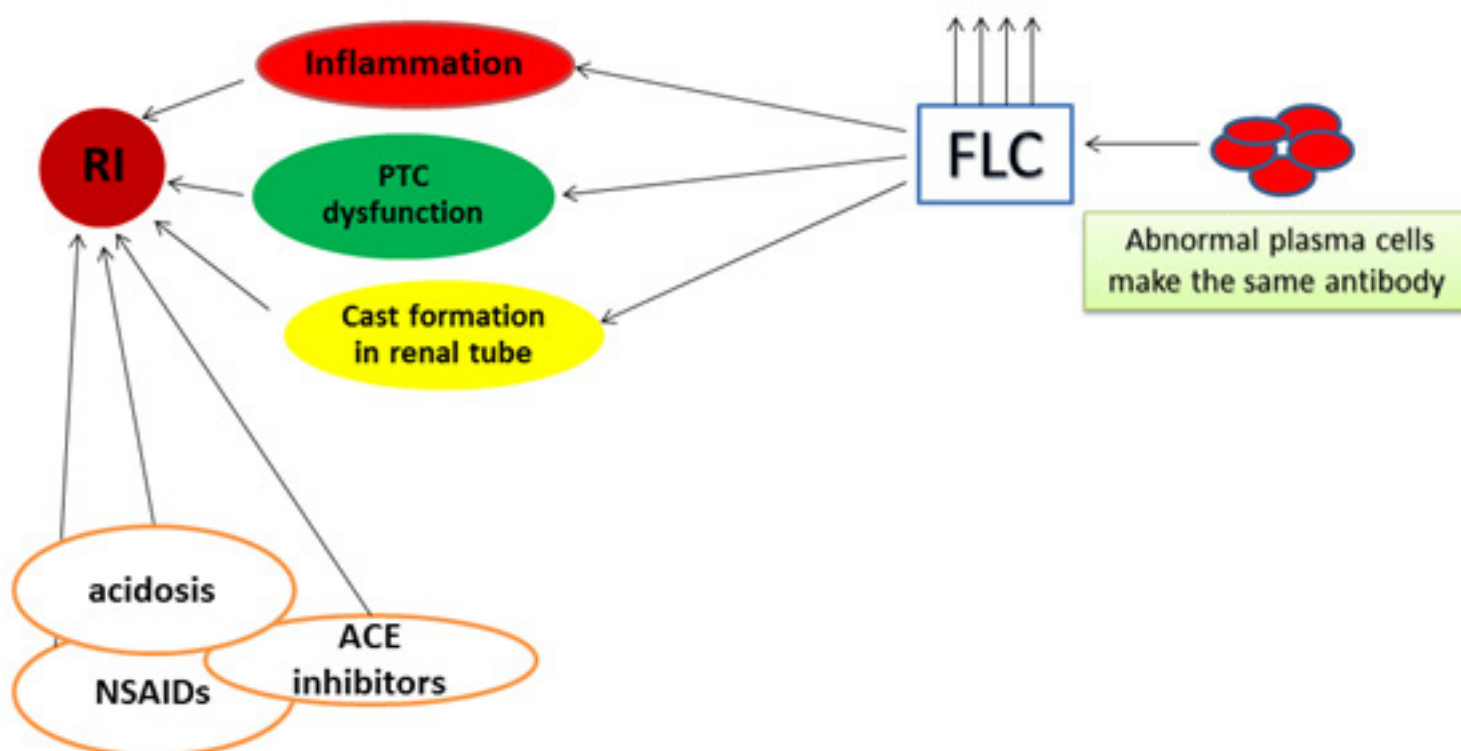 Inflammation
RI
PTC
dysfunction
Cast formation
in renal tube
FLC
Abnormal plasma cells
make the same antibody
acidosis
ACE
inhibitors
NSAIDs